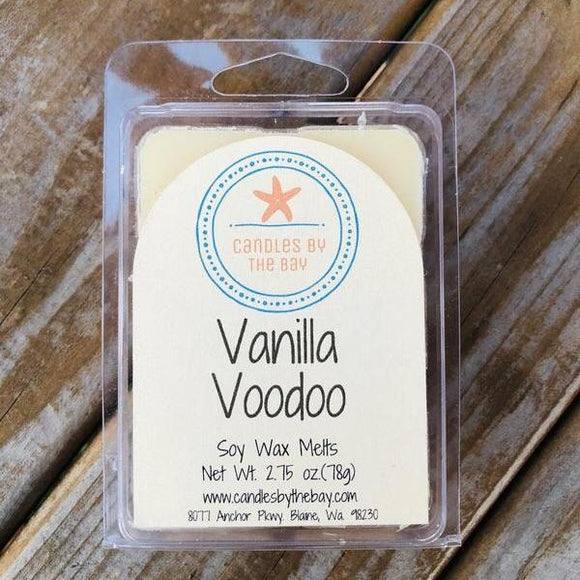 CANDLES BY
THE BAY
Vanilla
Voodoo
Soy Wax Melts
Net Wt. 2.75 oz.(78g)
www.candlesbythebay.com
8077 Anchor Pkwy. Blaine, Wa. 98230